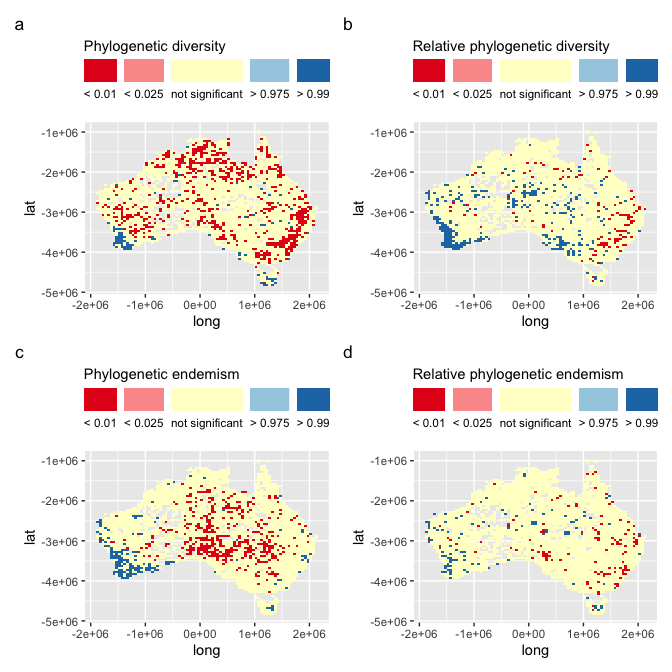 a
Phylogenetic diversity
< 0.01 < 0.025 not significant > 0.975 > 0.99
-1e+06
-2e+06
-3e+06
-4e+06
-5e+06
lat
-2e+06 -1e+06 0e+00 1e+06 2e+06
long
b
Relative phylogenetic diversity
< 0.01 < 0.025 not significant > 0.975 > 0.99
-1e+06
-2e+06
-3e+06
-4e+06
-5e+06
lat
-2e+06 -1e+06 0e+00 1e+06 2e+06
long
c
Phylogenetic endemism
< 0.01 < 0.025 not significant > 0.975 > 0.99
-1e+06
-2e+06
-3e+06
-4e+06
-5e+06
lat
-2e+06 -1e+06 0e+00 1e+06 2e+06
long
d
Relative phylogenetic endemism
< 0.01 < 0.025 not significant > 0.975 > 0.99
-1e+06
-2e+06
-3e+06
-4e+06
-5e+06
lat
-2e+06 -1e+06 0e+00 1e+06 2e+06
long